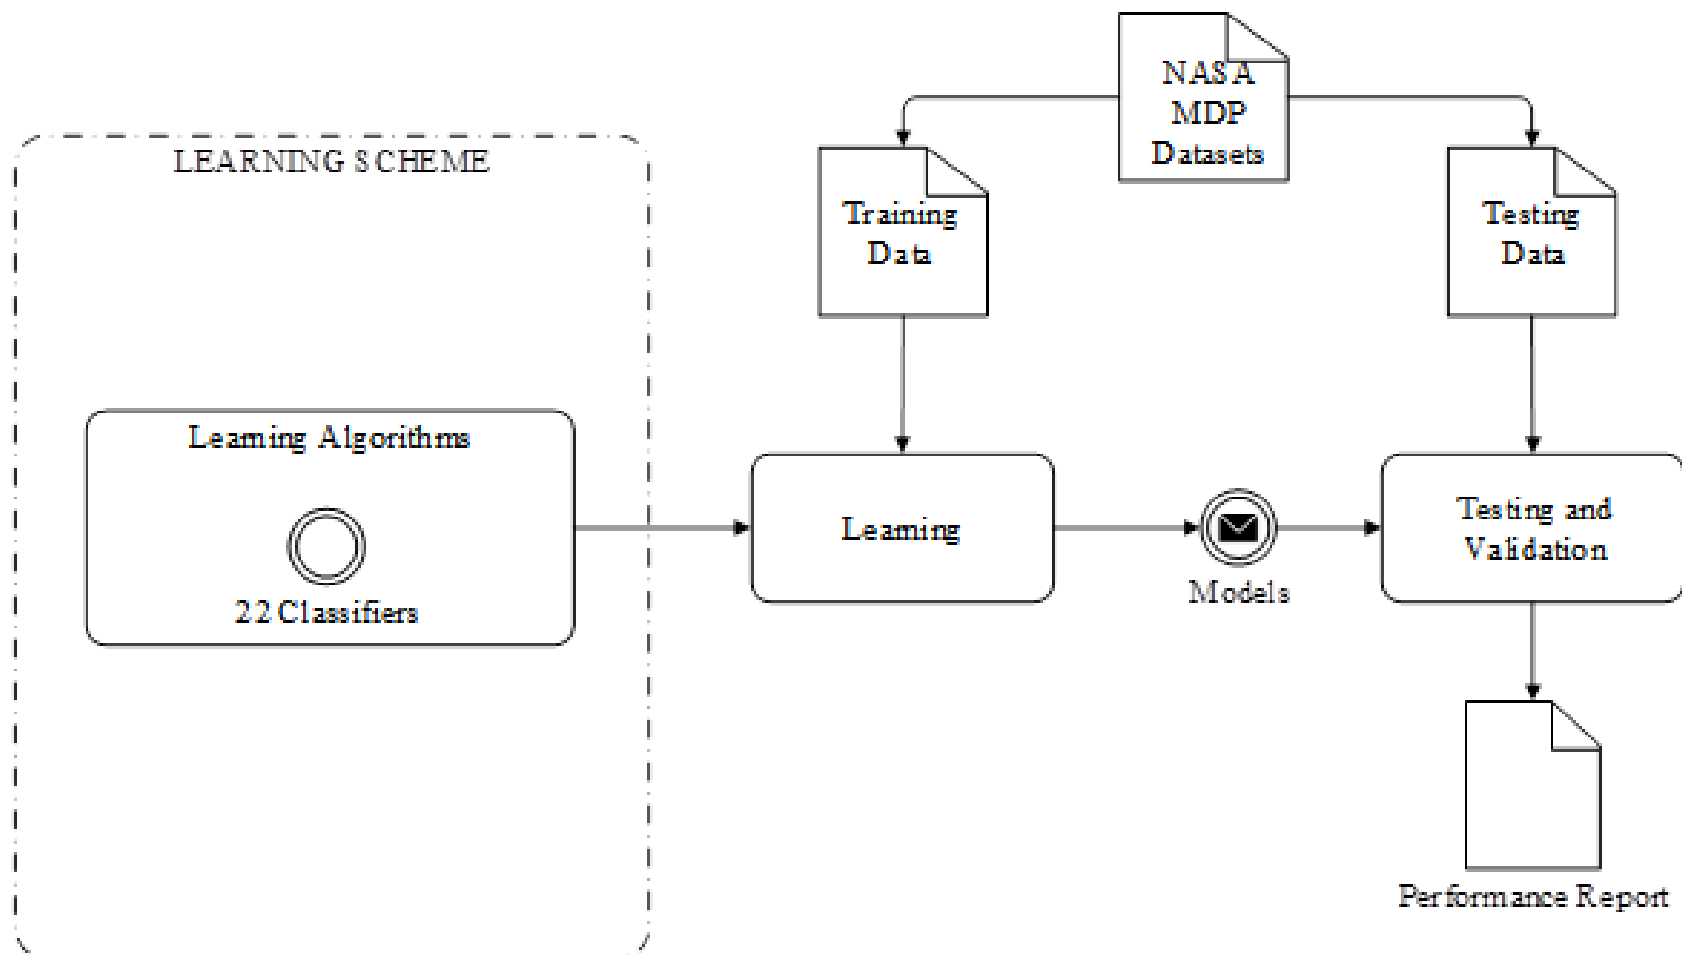 NASA
MDP
Datasets
LEARNING SCHEME
Training
Data
Testing
Data
Learning Algorithms
22 Classifiers
Learning
Models
Testing and
Validation
Performance Report